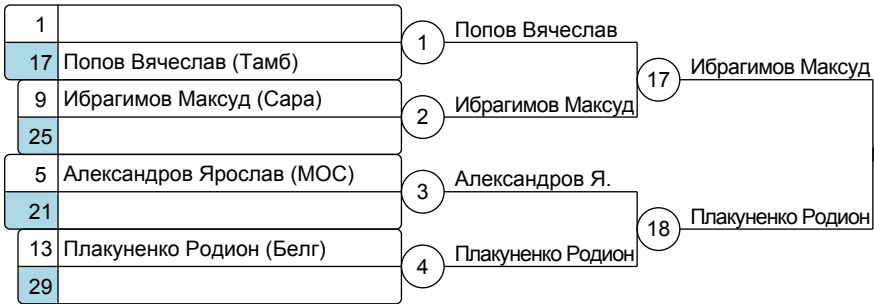 1
17 Попов Вячеслав (Тамб)
9 Ибрагимов Максуд (Сара)
25
5 Александров Ярослав (МОС)
21
13 Плакуненко Родион (Белг)
29
1 Попов Вячеслав
2 Ибрагимов Максуд
3 Александров Я.
4 Плакуненко Родион
17 Ибрагимов Максуд
18 Плакуненко Родион